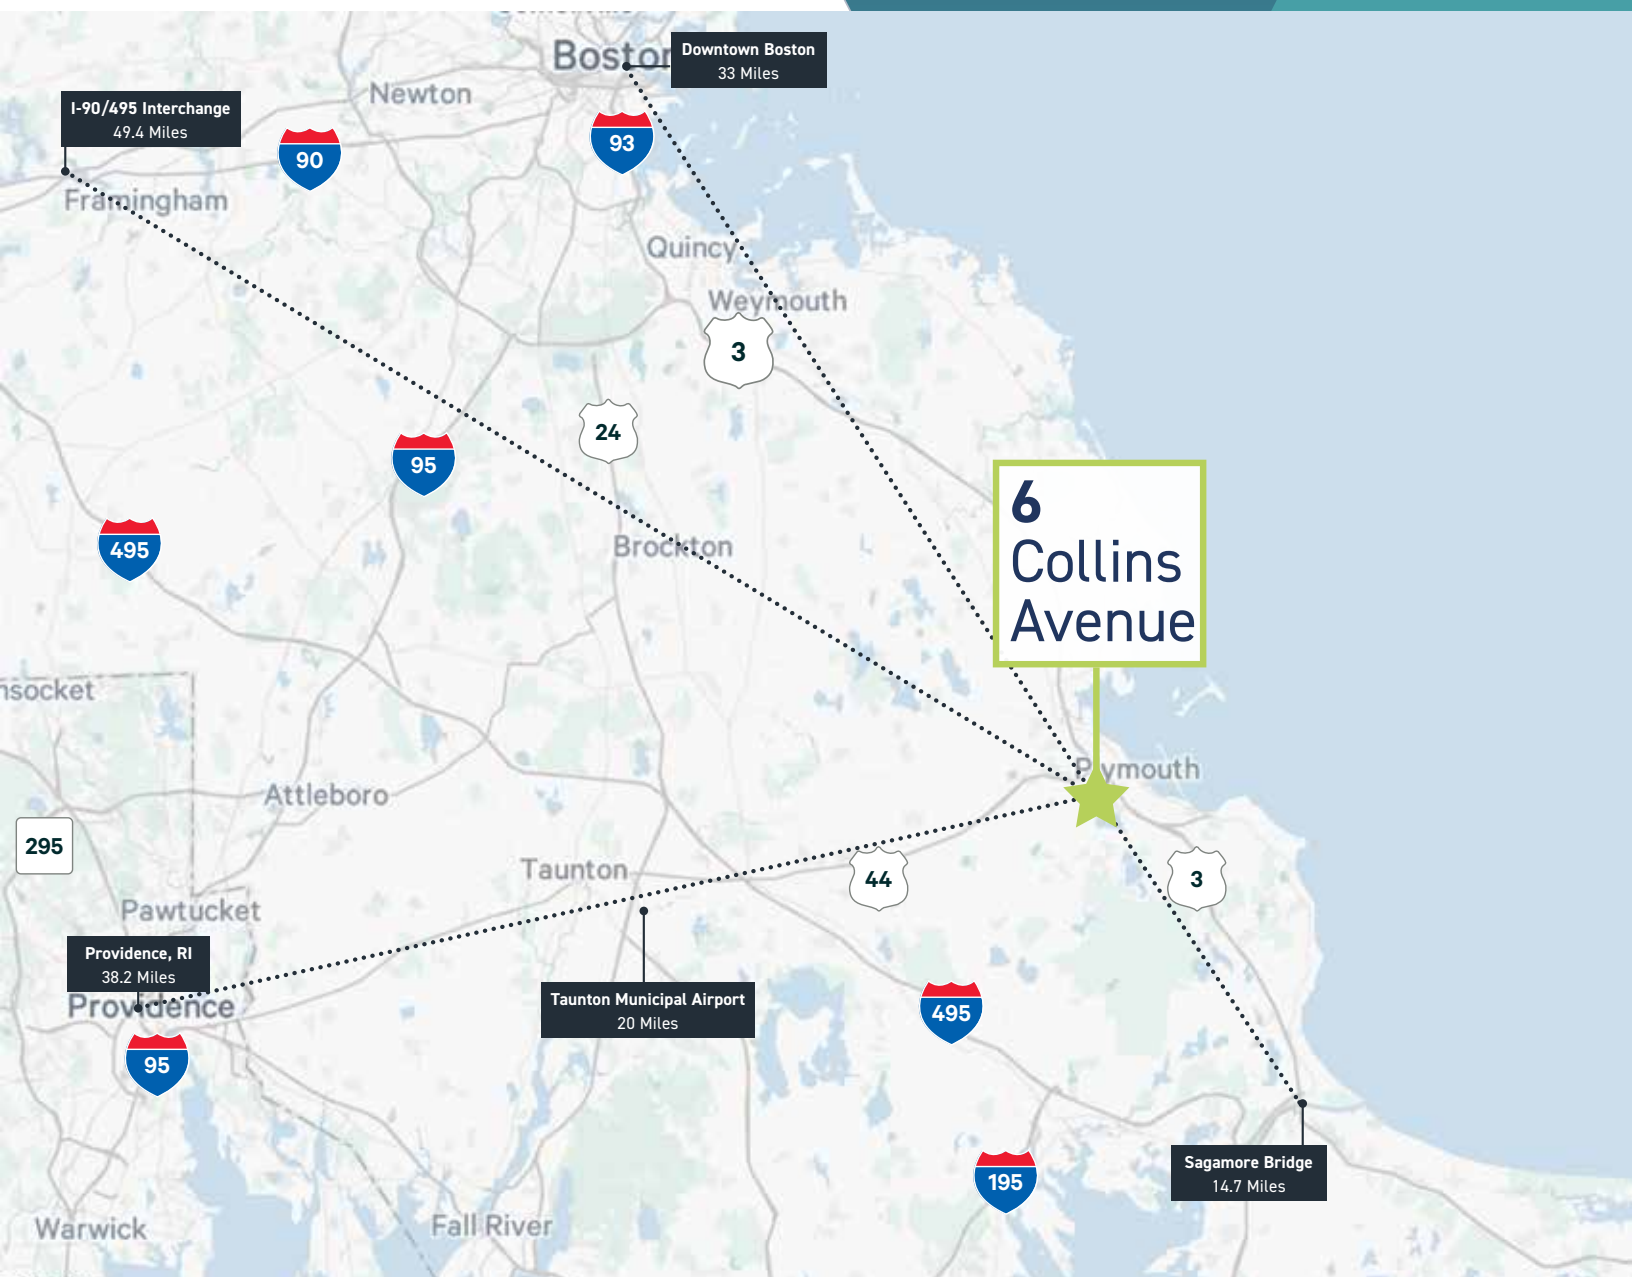 Boston
Downtown Boston
33 Miles
Newton
I-90/495 Interchange
49.4 Miles
90
93
Framingham
Quincy
Weymouth
3
24
95
495
Brockton
6
Collins
Avenue
nsocket
Plymouth
Attleboro
295
Taunton
44
3
Pawtucket
Providence, RI
38.2 Miles
Providence
Taunton Municipal Airport
20 Miles
495
95
Sagamore Bridge
14.7 Miles
195
Warwick
Fall River